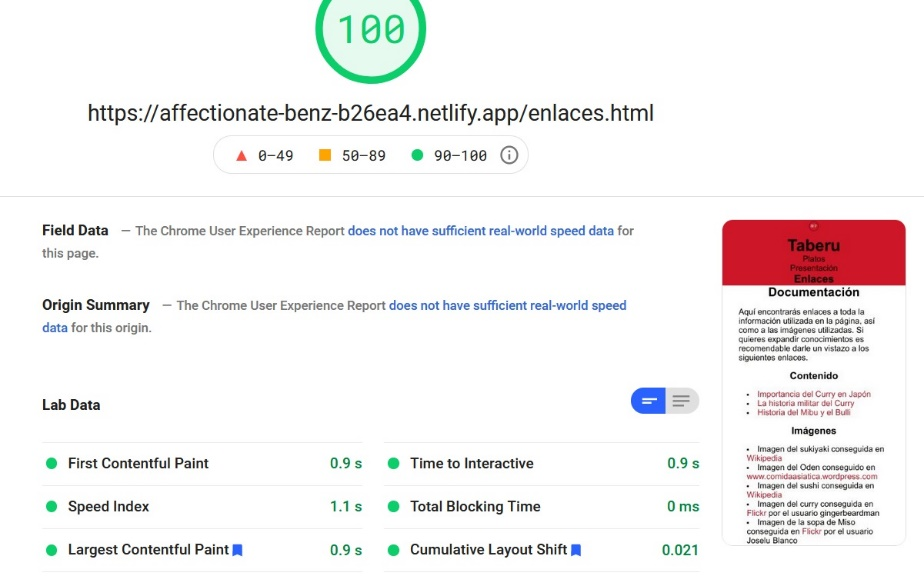 100
https://affectionate-benz-b26ea4.netlify.app/enlaces.html
0–49 50–89 90–100
Field Data — The Chrome User Experience Report does not have sufficient real-world speed data for
this page.
Origin Summary — The Chrome User Experience Report does not have sufficient real-world speed
data for this origin.
Lab Data
First Contentful Paint 0.9 s
Time to Interactive 0.9 s
Speed Index 1.1 s
Total Blocking Time 0 ms
Largest Contentful Paint 0.9 s
Cumulative Layout Shift 0.021
Taberu
Platos
Presentación
Enlaces
Documentación
Aquí encontrarás enlaces a toda la
información utilizada en la página, así
como a las imágenes utilizadas. Si
quieres expandir conocimientos es
recomendable darle un vistazo a los
siguientes enlaces.
Contenido
• Importancia del Curry en Japón
• La historia militar del Curry
• Historia del Mibu y el Bulli
Imágenes
• Imagen del sukiyaki conseguida en
Wikipedia
• Imagen del Oden conseguido en
www.comidaasiatica.wordpress.com
• Imagen del sushi conseguida en
Wikipedia
• Imagen del curry conseguida en
Flickr por el usuario gingerbeardman
• Imagen de la sopa de Miso
conseguida en Flickr por el usuario
Joselu Blanco